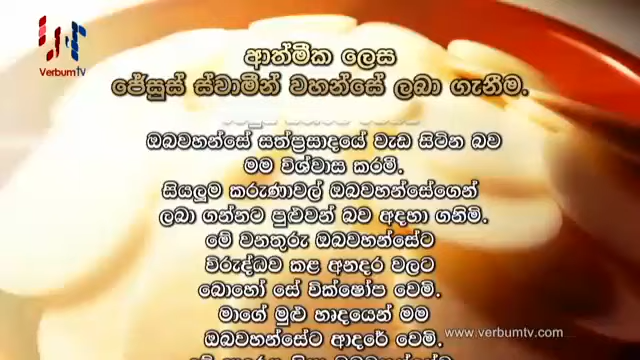 VerbumTV
ආත්මීක ලෙස
ජේසුස් ස්වාමීන් වහන්සේ ලබා ගැනීම.
ඔබවහන්සේ සත්ප්‍රසාදයේ වැඩ සිටින බව
මම විශ්වාස කරමි.
සියලුම කරුණාවල් ඔබවහන්සේගෙන්
ලබා ගන්නට පුළුවන් බව අදහා ගනිමි.
මේ වනතුරු ඔබවහන්සේට
විරුද්ධව කළ අනදර වලට
බොහෝ සේ වික්ෂෝප වෙමි.
මාගේ මුළු හෘදයෙන් මම
ඔබවහන්සේට ආදරේ වෙමි.
www.verbumtv.com